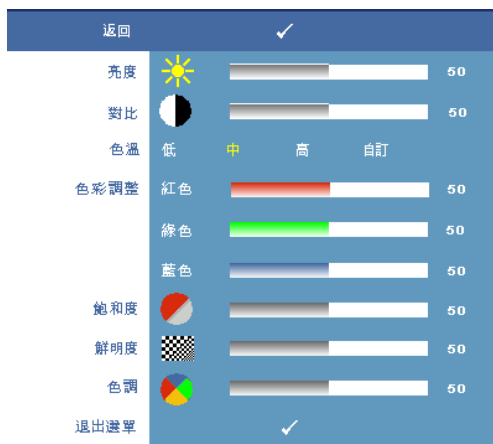 返回
亮度 50
對比 50
色溫 低 中 高 自訂
色彩調整 紅色 50
綠色 50
藍色 50
飽和度 50
鮮明度 50
色調 50
退出選單